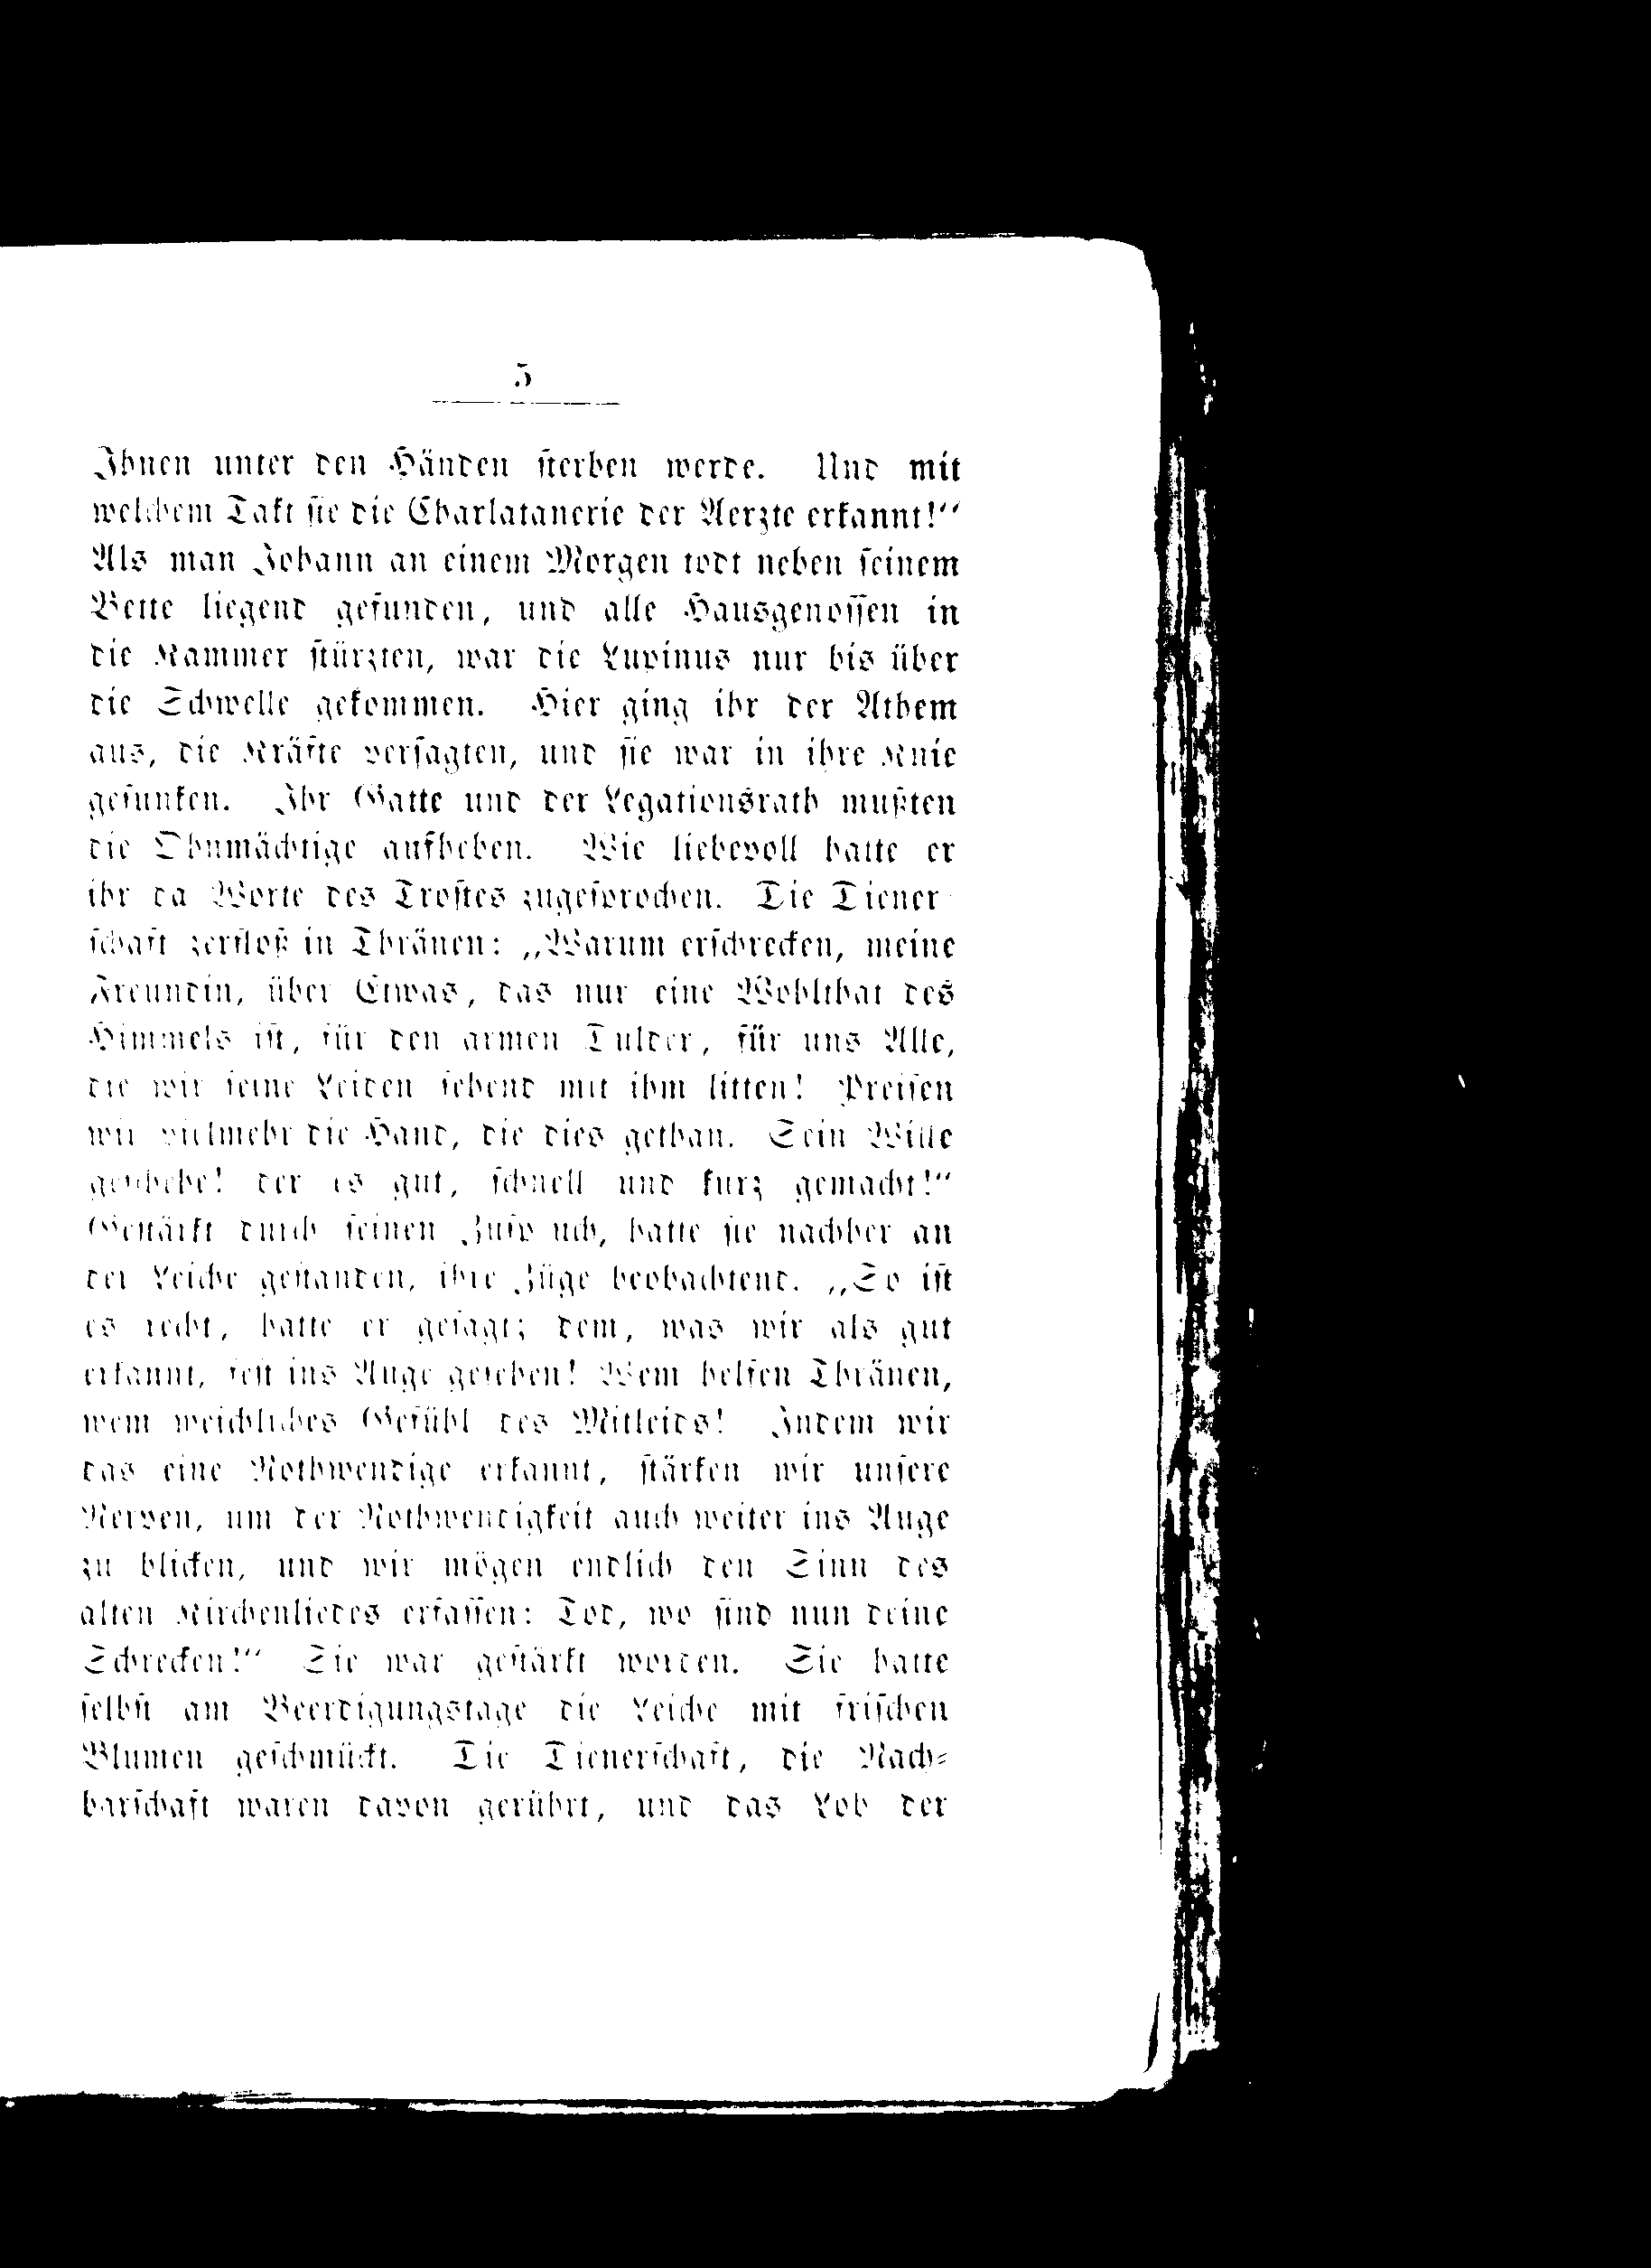 5
Ihnen unter den Händen ſterben werde. Und mit
welchem Takt ſie die Charlatanerie der Aerzte erkannt!“
Als man Johann an einem Morgen todt neben ſeinem
Bette liegend gefunden, und alle Hausgenoſſen in
die Kammer ſtürzten, war die Lupinus nur bis über
die Schwelle gekommen. Hier ging ihr der Athem
aus, die Kräfte verſagten, und ſie war in ihre Knie
geſunken. Ihr Gatte und der Legationsrath mußten
die Ohnmächtige aufheben. Wie liebevoll hatte er
ihr da Worte des Troſtes zugeſprochen. Die Diener
ſchaft zerfloß in Thränen: „Warum erſchrecken, meine
Freundin, über Etwas, das nur eine Wohlthat des
Himmels iſt, für den armen Dulder, für uns Alle,
die wir ſeine Leiden ſehend mit ihm litten! Preiſen
wir vielmehr die Hand, die dies gethan. Sein Wille
geſchehe! der es gut, ſchnell und kurz gemacht!“
Geſtärkt durch ſeinen Zuſpruch, hatte ſie nachher an
der Leiche geſtanden, ihre Züge beobachtend. „So iſt
es recht, hatte er geſagt; dem, was wir als gut
erkannt, feſt ins Auge geſehen! Wem helfen Thränen,
wem weichliches Gefühl des Mitleids! Indem wir
das eine Nothwendige erkannt, ſtärken wir unſere
Nerven, um der Nothwendigkeit auch weiter ins Auge
zu blicken, und wir mögen endlich den Sinn des
alten Kirchenliedes erfaſſen: Tod, wo ſind nun deine
Schrecken!“ Sie war geſtärkt worden. Sie hatte
ſelbſt am Beerdigungstage die Leiche mit friſchen
Blumen geſchmückt. Die Dienerſchaft, die Nach-
barſchaft waren davon gerührt, und das Lob der